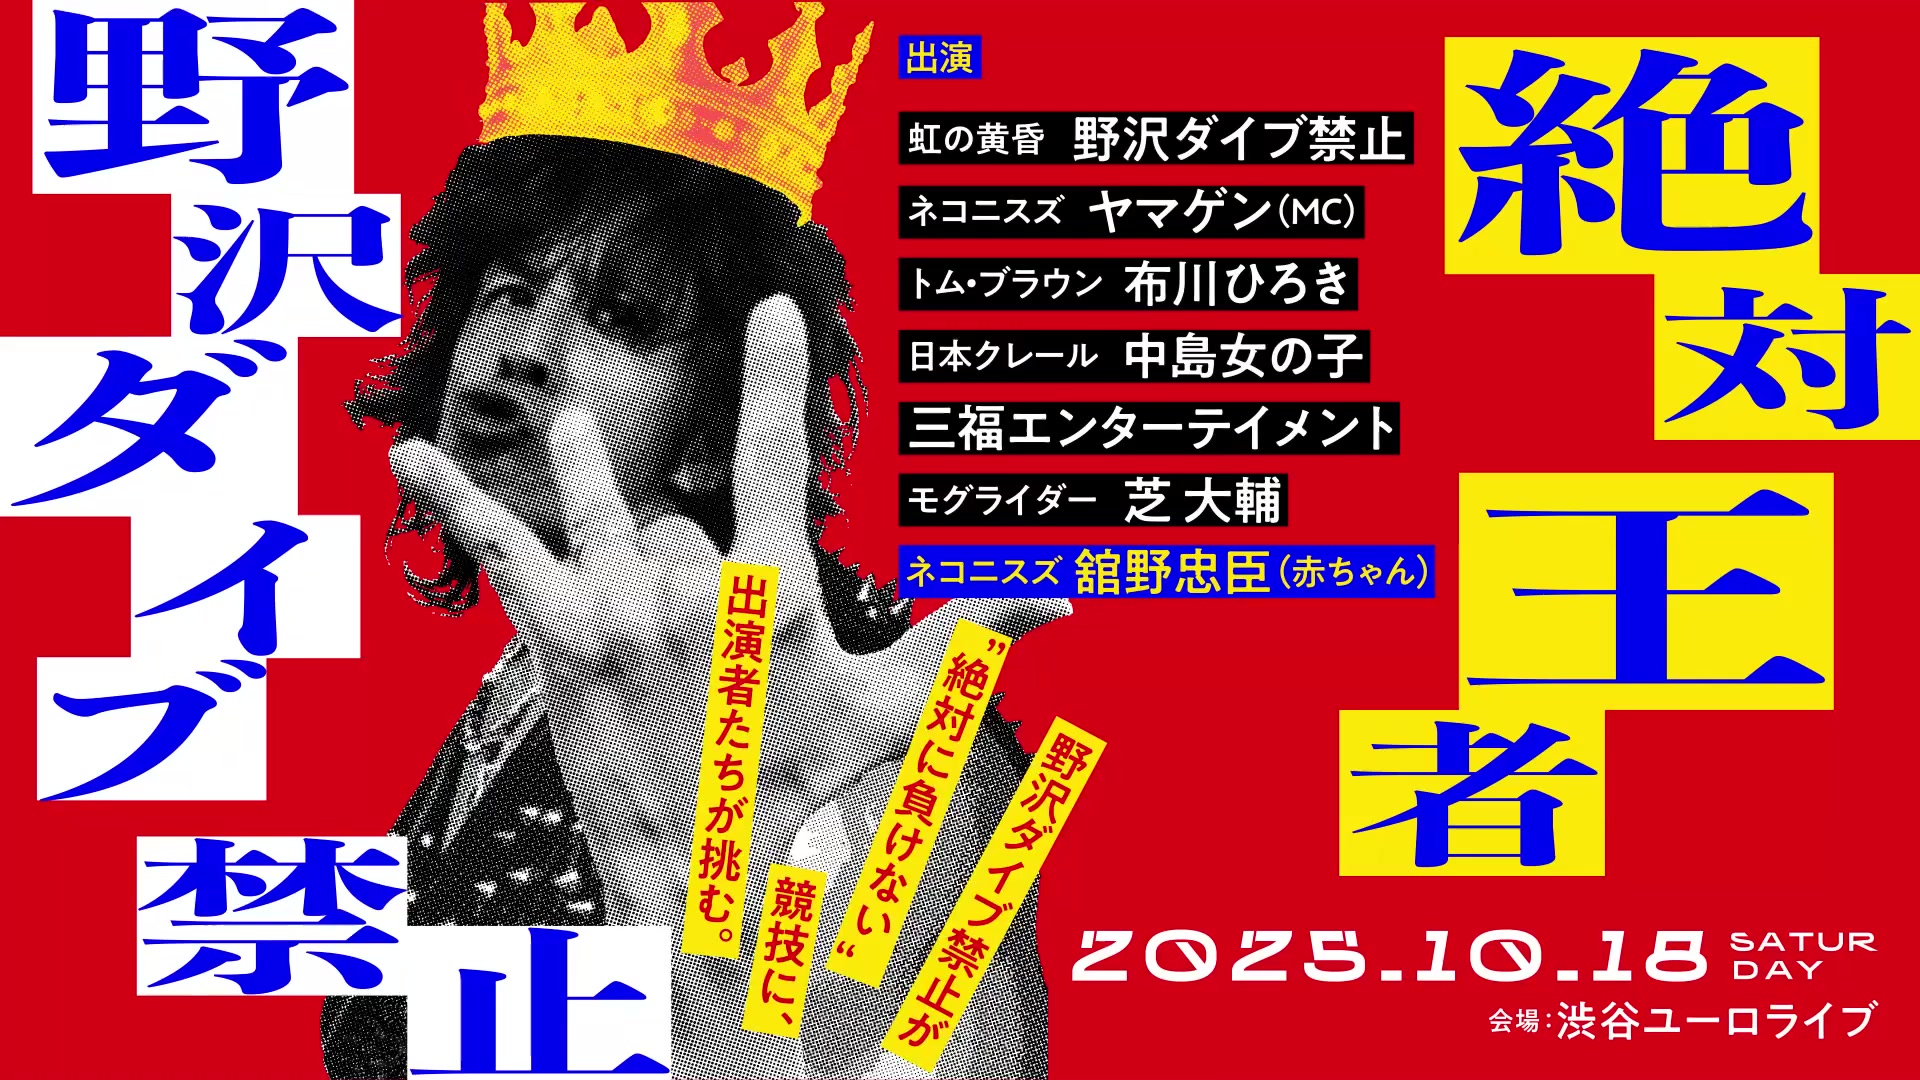 野沢ダイブ禁止
絶対王者
出演
虹の黄昏 野沢ダイブ禁止
ネコニスズ ヤマゲン(MC)
トム・ブラウン 布川ひろき
日本クレール 中島女の子
三福エンターテイメント
モグライダー 芝 大輔
ネコニスズ 舘野忠臣(赤ちゃん)
野沢ダイブ禁止が
”絶対に負けない“
競技に、
出演者たちが挑む。
2025.10.18 SATUR
DAY
会場:渋谷ユーロライブ